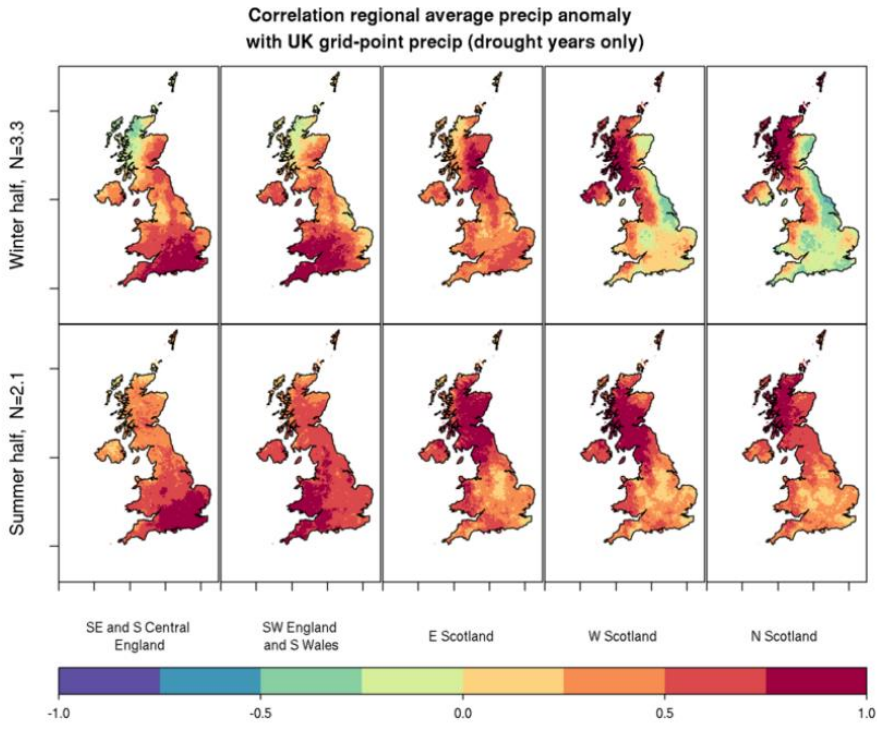 Correlation regional average precip anomaly
with UK grid-point precip (drought years only)
Winter half, N=3.3
Summer half, N=2.1
SE and S Central
England
SW England
and S Wales
E Scotland
W Scotland
N Scotland
-1.0
-0.5
0.0
0.5
1.0